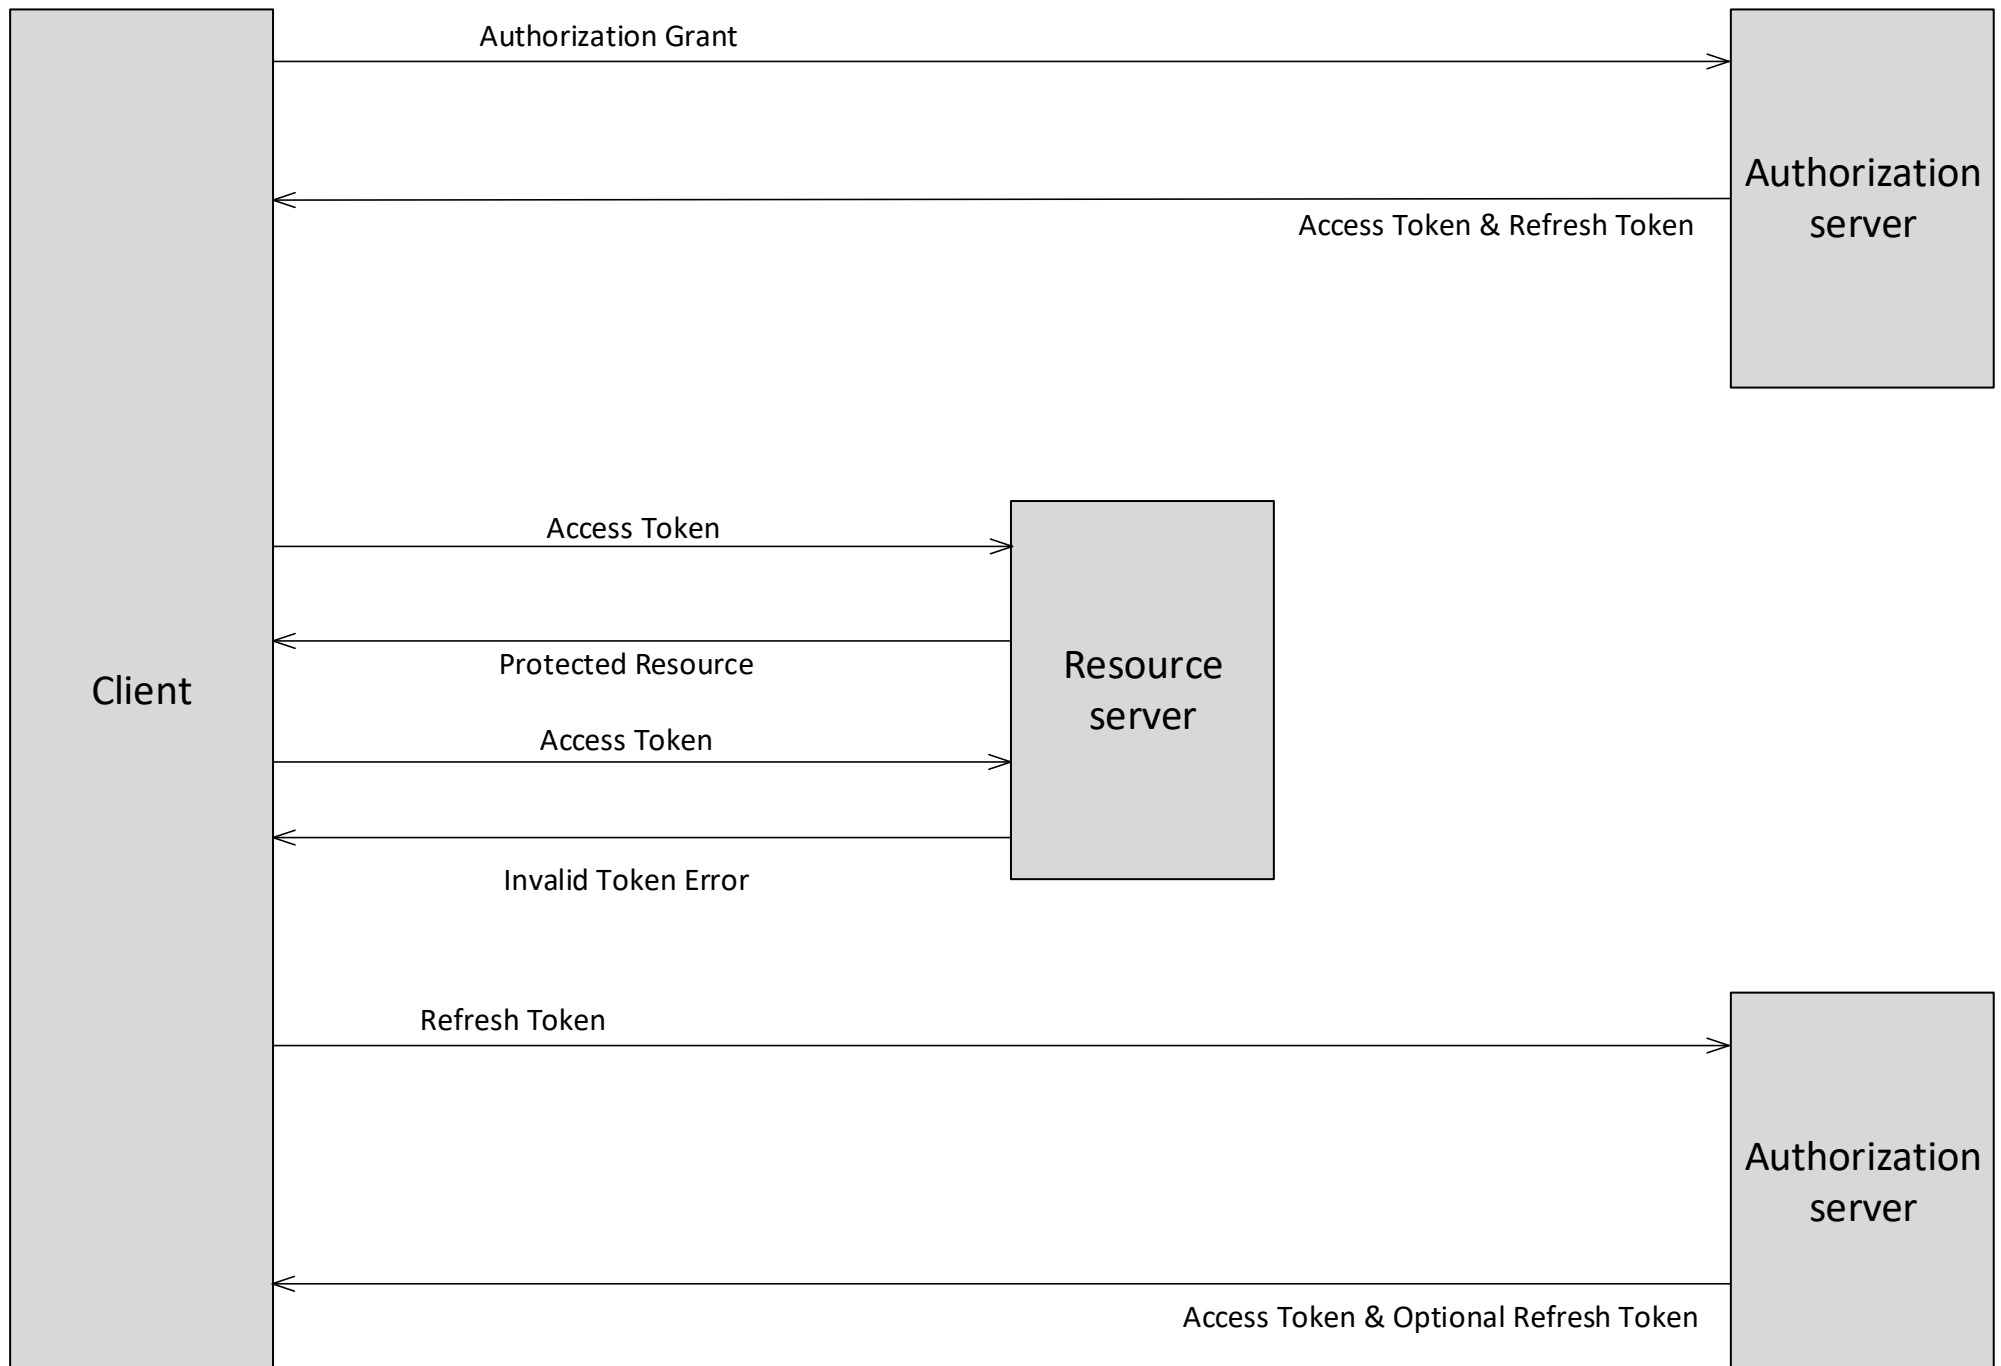 Authorization Grant
Authorization
server
Access Token & Refresh Token
Access Token
Protected Resource
Resource
server
Client
Access Token
Invalid Token Error
Refresh Token
Authorization
server
Access Token & Optional Refresh Token